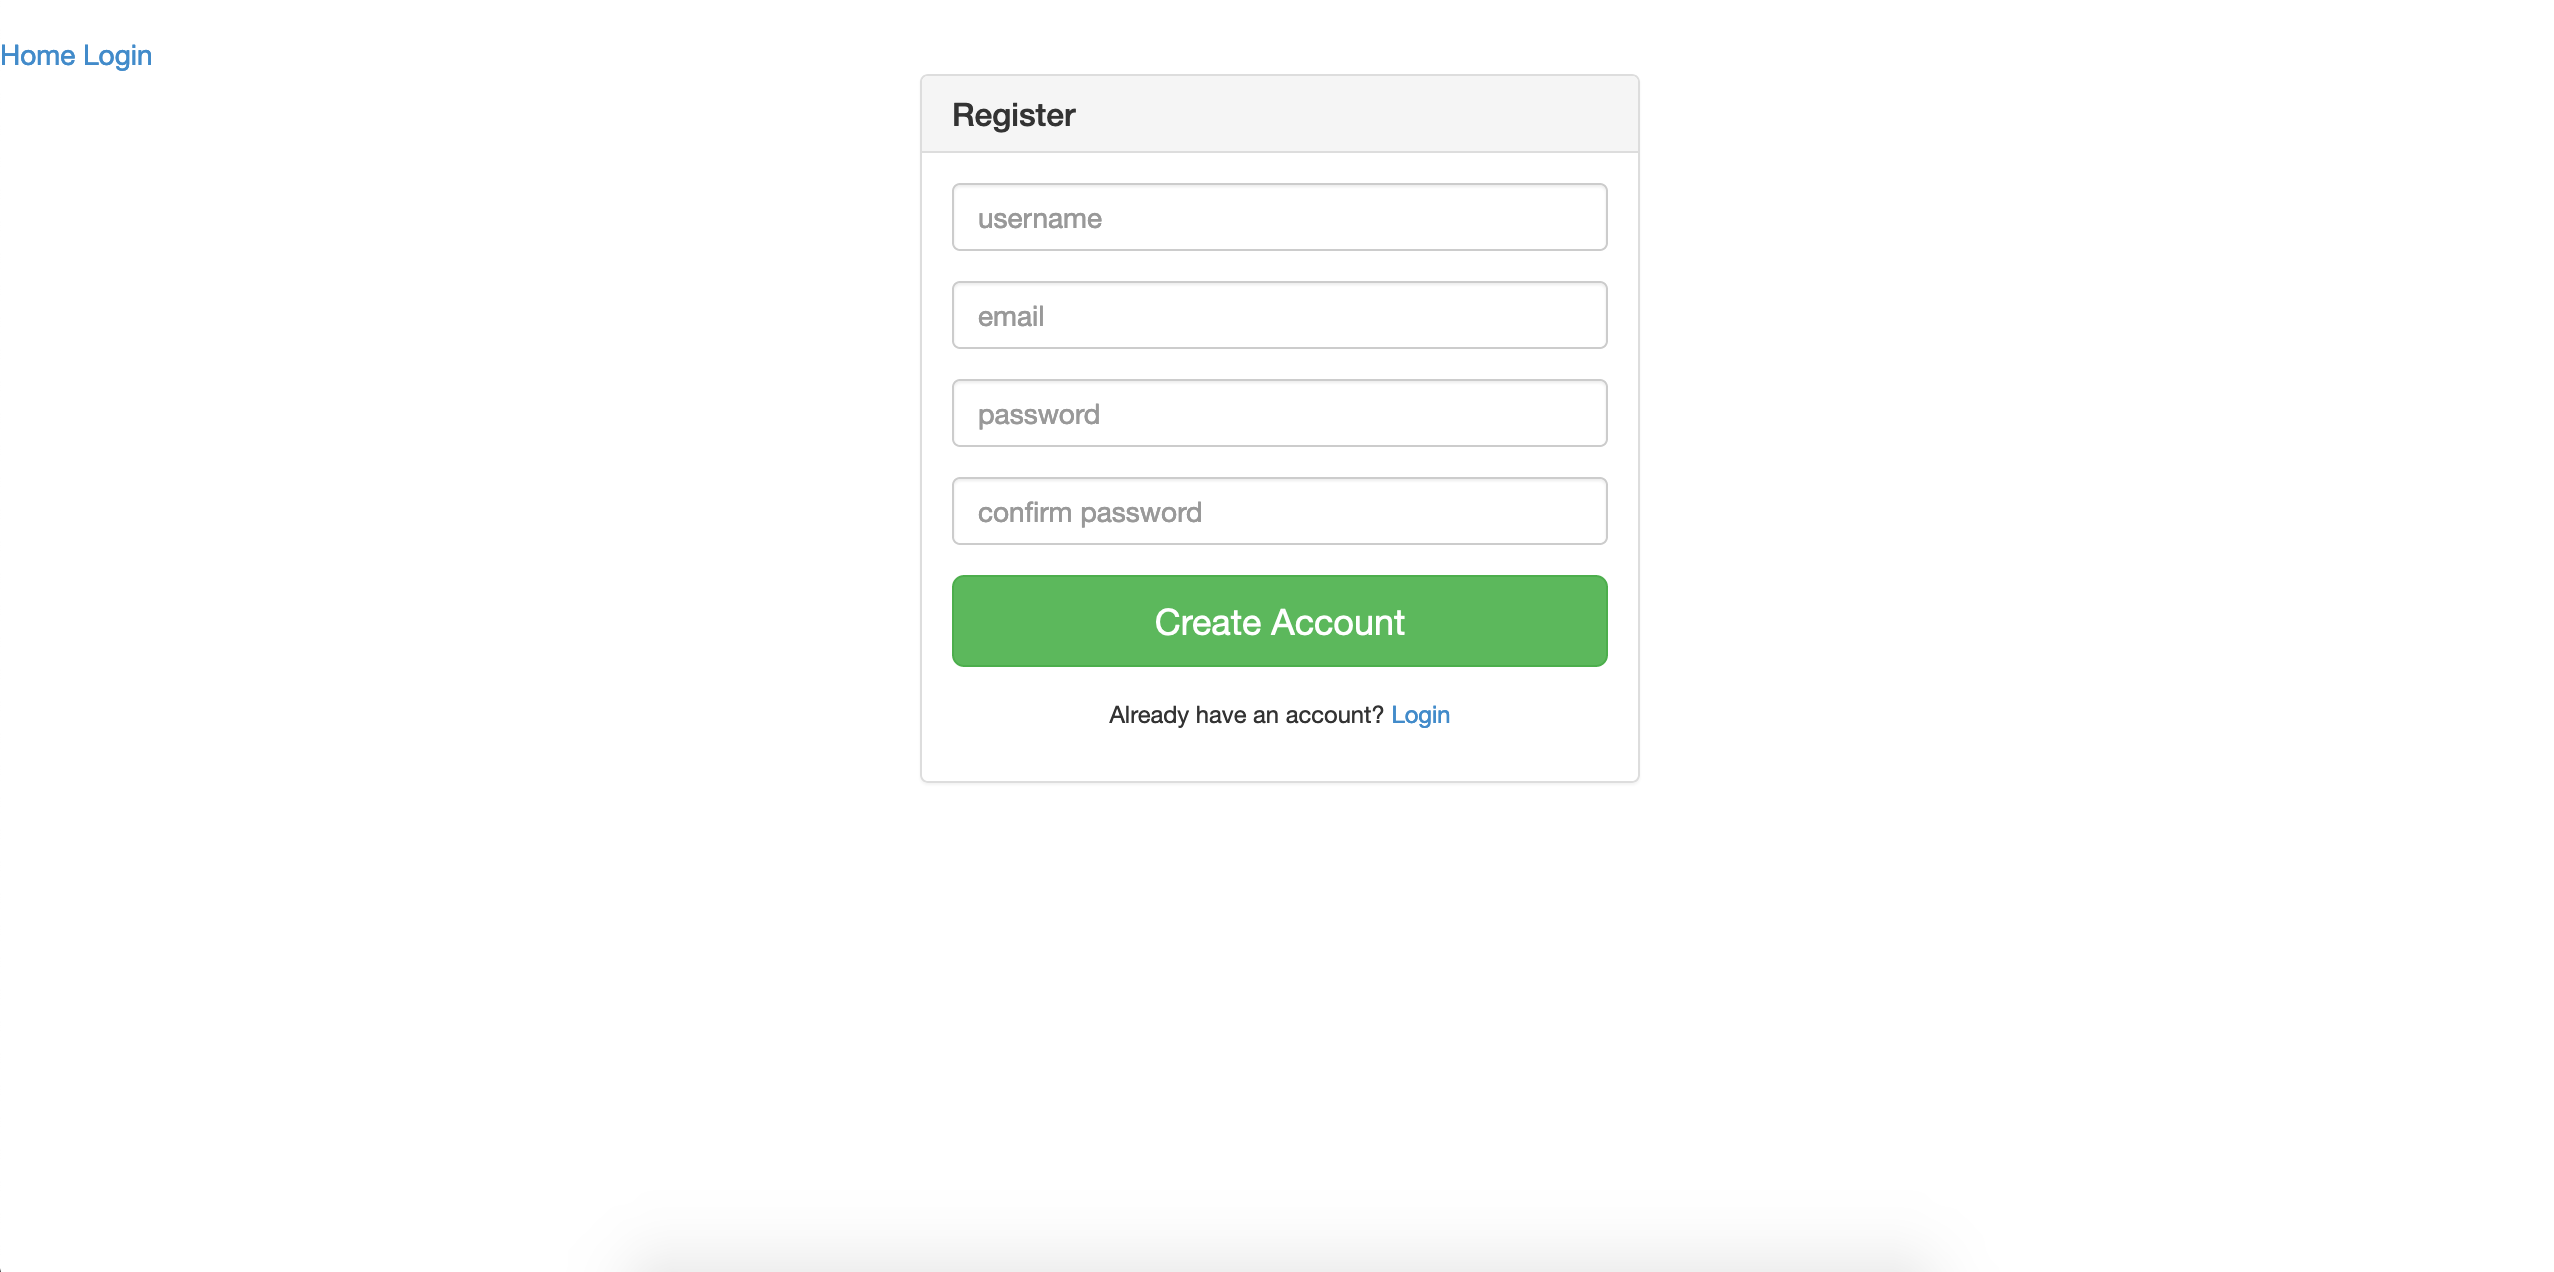 Home Login
Register
username
email
password
confirm password
Create Account
Already have an account? Login